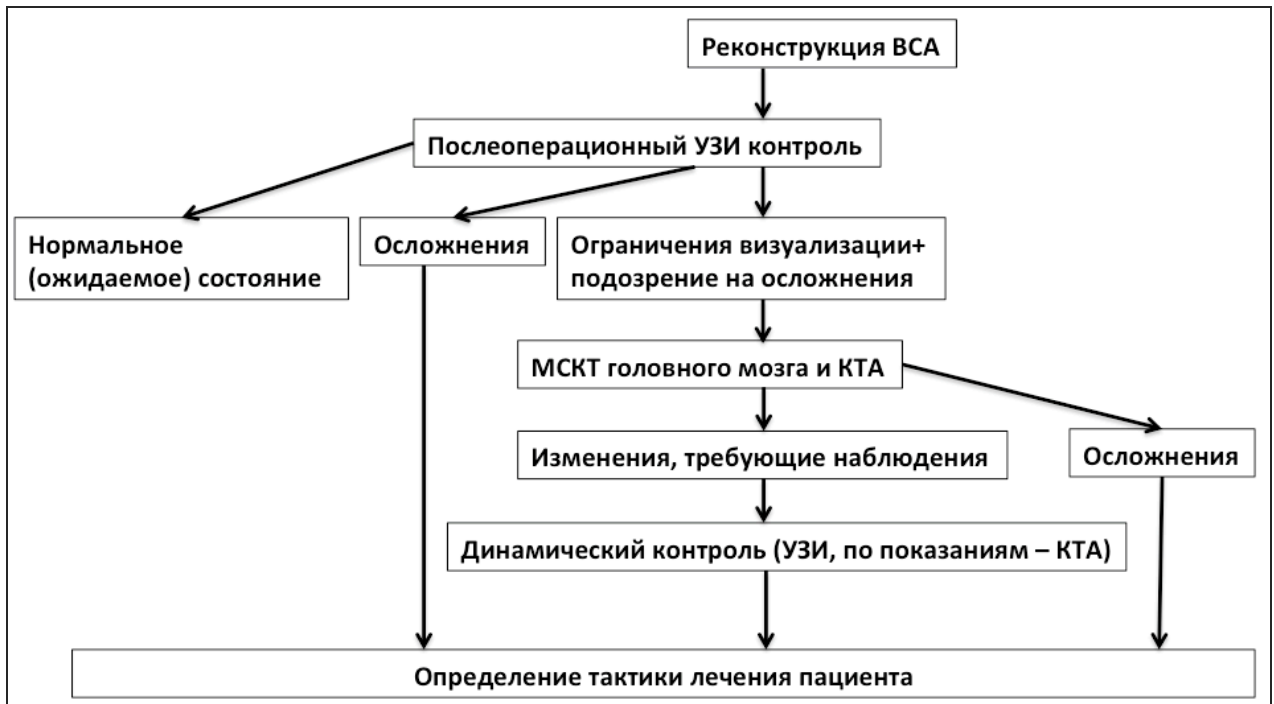 Реконструкция ВСА
Послеоперационный УЗИ контроль
Нормальное
(ожидаемое) состояние
Осложнения
Ограничения визуализации+
подозрение на осложнения
МСКТ головного мозга и КТА
Изменения, требующие наблюдения
Осложнения
Динамический контроль (УЗИ, по показаниям – КТА)
Определение тактики лечения пациента